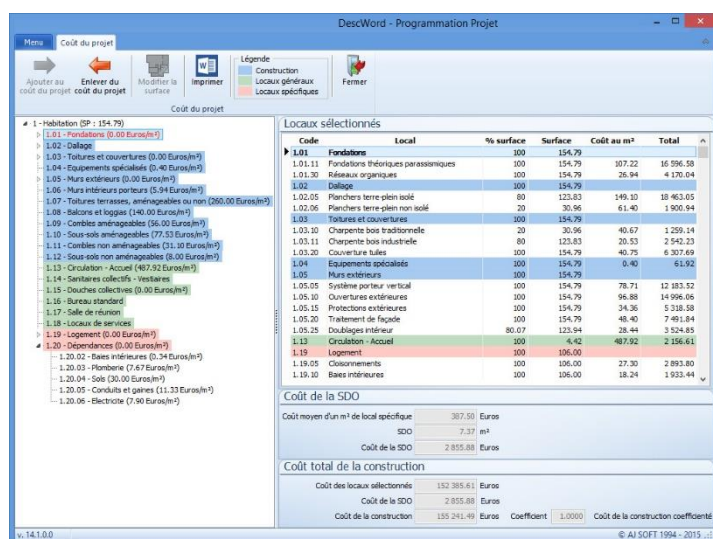 DescWord - Programmation Projet
Menu Coût du projet
Ajouter au coût du projet
Enlever du coût du projet
Modifier la surface
Imprimer
Légende
Construction
Locaux généraux
Locaux spécifiques
Fermer
Coût du projet
1 - Habitation (SP : 154.79)
1.01 - Fondations (0.00 Euros/m²)
1.02 - Dallage
1.03 - Toitures et couvertures (0.00 Euros/m²)
1.04 - Equipements spécialisés (0.40 Euros/m²)
1.05 - Murs extérieurs (0.00 Euros/m²)
1.06 - Murs intérieurs porteurs (5.94 Euros/m²)
1.07 - Toitures terrasses, aménageables ou non (260.00 Euros/m²)
1.08 - Balcons et loggias (140.00 Euros/m²)
1.09 - Combles aménageables (56.00 Euros/m²)
1.10 - Sous-sols aménageables (77.53 Euros/m²)
1.11 - Combles non aménageables (31.10 Euros/m²)
1.12 - Sous-sols non aménageables (8.00 Euros/m²)
1.13 - Circulation - Accueil (487.92 Euros/m²)
1.14 - Sanitaires collectifs - Vestiaires
1.15 - Douches collectives (0.00 Euros/m²)
1.16 - Bureau standard
1.17 - Salle de réunion
1.18 - Locaux de services
1.19 - Logement (0.00 Euros/m²)
1.20 - Dépendances (0.00 Euros/m²)
1.20.02 - Baies intérieures (0.34 Euros/m²)
1.20.03 - Plomberie (7.67 Euros/m²)
1.20.04 - Sols (30.00 Euros/m²)
1.20.05 - Conduits et gaines (11.33 Euros/m²)
1.20.06 - Electricite (7.90 Euros/m²)
Locaux sélectionnés
Code Local % surface Surface Coût au m² Total
1.01 Fondations 100 154.79
1.01.11 Fondations théoriques parassismiques 100 154.79 107.22 16 596.58
1.01.30 Réseaux organiques 100 154.79 26.94 4 170.04
1.02 Dallage 100 154.79
1.02.05 Planchers terre-plein isolé 80 123.83 149.10 18 463.05
1.02.06 Planchers terre-plein non isolé 20 30.96 61.40 1 900.94
1.03 Toitures et couvertures 100 154.79
1.03.10 Charpente bois traditionnelle 20 30.96 40.67 1 259.14
1.03.11 Charpente bois industrielle 80 123.83 20.53 2 542.23
1.03.20 Couverture tuiles 100 154.79 40.75 6 307.69
1.04 Equipements spécialisés 100 154.79 0.40 61.92
1.05 Murs extérieurs 100 154.79
1.05.05 Système porteur vertical 100 154.79 78.71 12 183.52
1.05.10 Ouvertures extérieures 100 154.79 96.88 14 996.06
1.05.15 Protections extérieures 100 154.79 34.36 5 318.58
1.05.20 Traitement de façade 100 154.79 48.40 7 491.84
1.05.25 Doublages intérieur 80.07 123.94 28.44 3 524.85
1.13 Circulation - Accueil 100 4.42 487.92 2 156.61
1.19 Logement 100 106.00
1.19.05 Cloisonnements 100 106.00 27.30 2 893.80
1.19.10 Baies intérieures 100 106.00 18.24 1 933.44
Coût de la SDO
Coût moyen d'un m² de local spécifique 387.50 Euros
SDO 7.37 m²
Coût de la SDO 2 855.88 Euros
Coût total de la construction
Coût des locaux sélectionnés 152 385.61 Euros
Coût de la SDO 2 855.88 Euros
Coût de la construction 155 241.49 Euros Coefficient 1.0000 Coût de la construction coefficienté
v. 14.1.0.0 © AJ SOFT 1994 - 2015